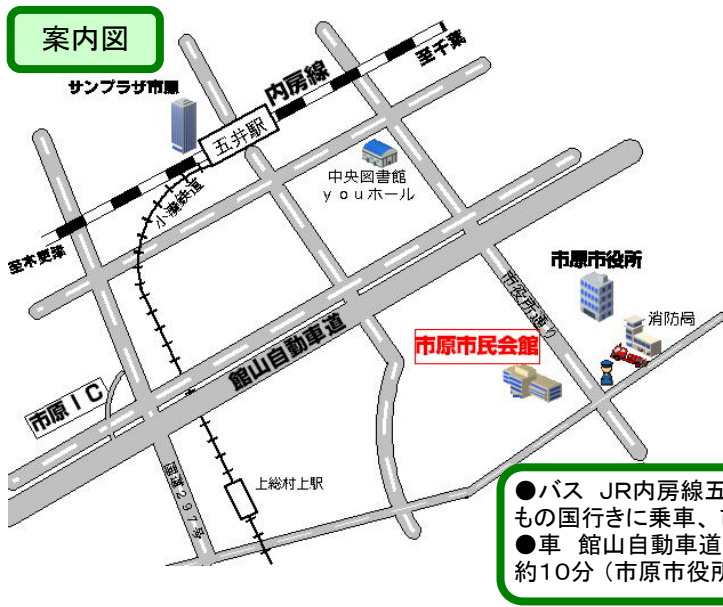 案内図
至千葉
内房線
サンプラザ市原
五井駅
中央図書館
youホール
小湊鉄道
至木更津
市原市役所
市役所通り
消防局
市原市民会館
館山自動車道
市原IC
国道297号
上総村上駅
●バス JR内房線五
もの国行きに乗車、
●車 館山自動車道
約10分(市原市役所